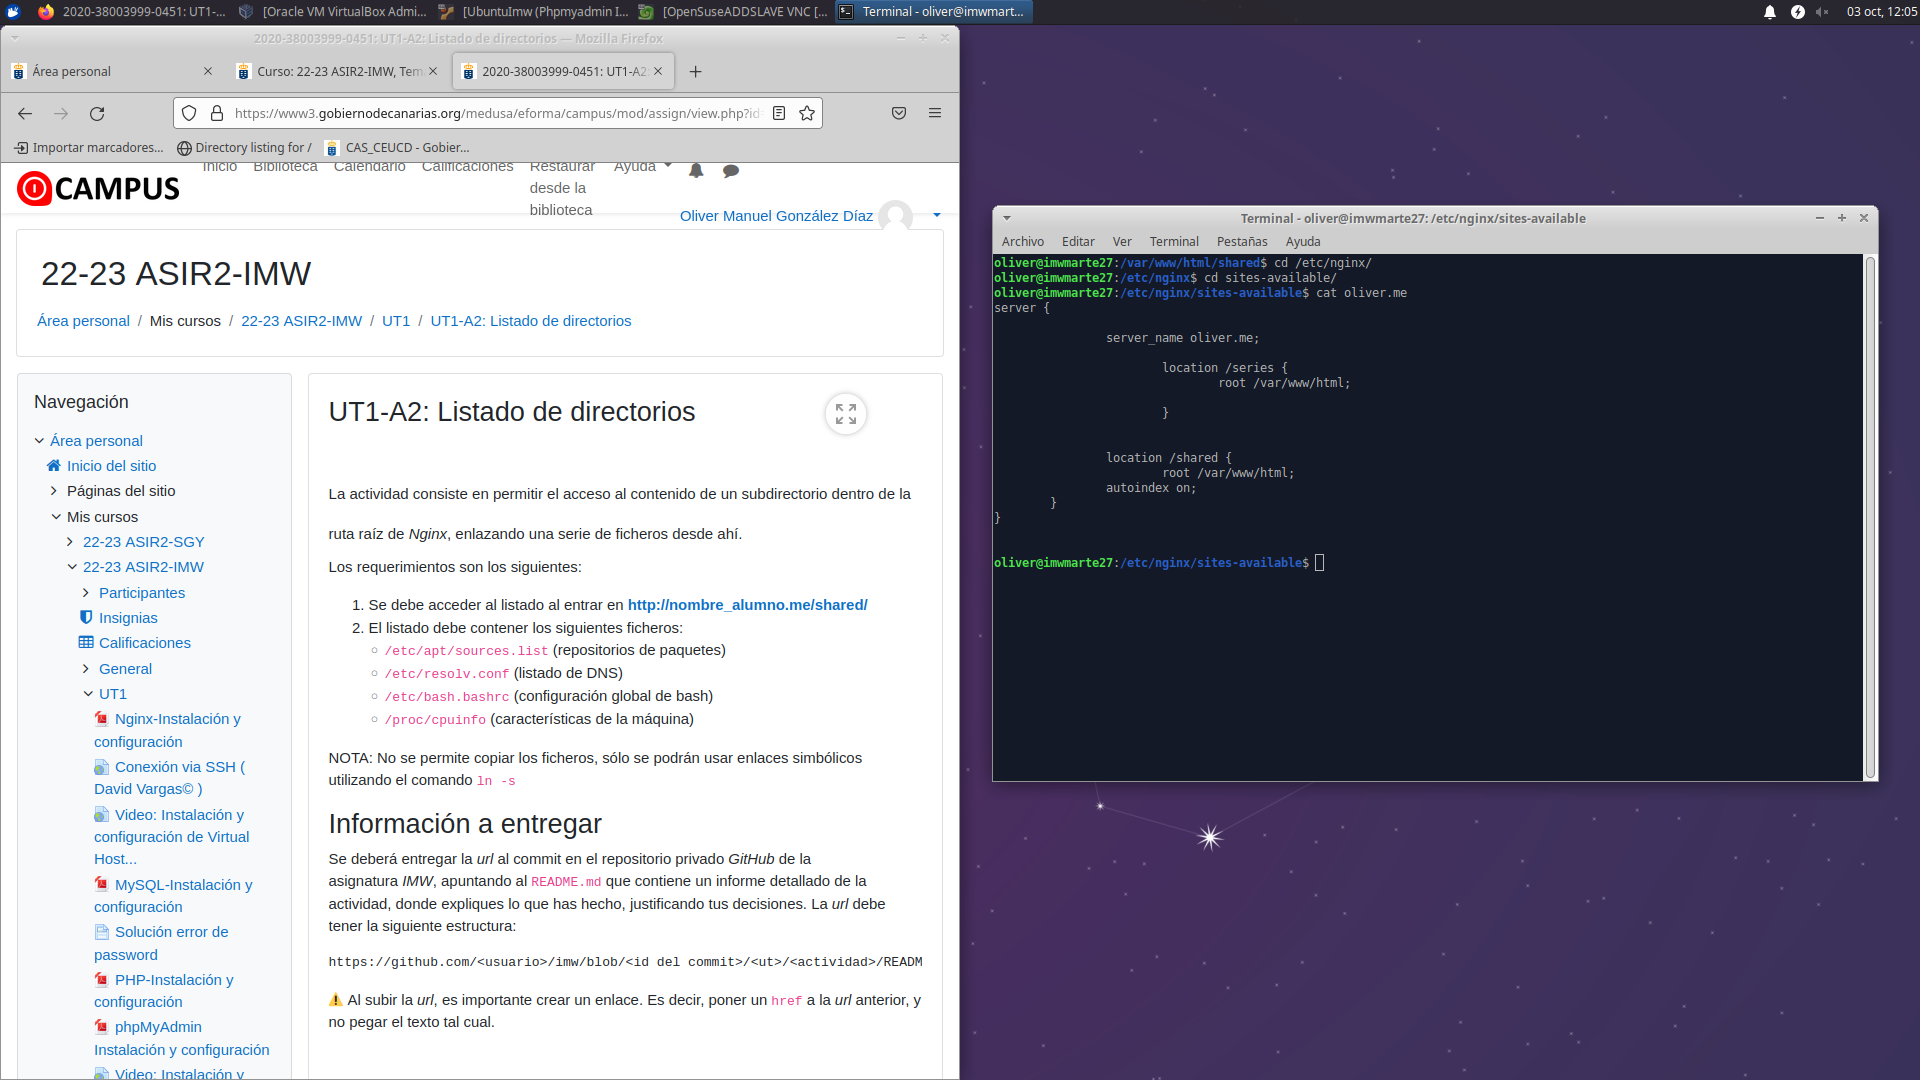 2020-38003999-0451: UT1-...
[Oracle VM VirtualBox Admi...
[UbuntuImw (Phpmyadmin I...
[OpenSuseADDSLAVE VNC [...
Terminal - oliver@imwmart...
03 oct, 12:05
2020-38003999-0451: UT1-A2: Listado de directorios — Mozilla Firefox
Área personal
Curso: 22-23 ASIR2-IMW, Tem
2020-38003999-0451: UT1-A2:
https://www3.gobiernodecanarias.org/medusa/eforma/campus/mod/assign/view.php?id=
Importar marcadores...
Directory listing for /
CAS_CEUCD - Gobier...
CAMPUS
Inicio
Biblioteca
Calendario
Calificaciones
Restaurar
desde la
biblioteca
Ayuda
Oliver Manuel González Díaz
22-23 ASIR2-IMW
Área personal / Mis cursos / 22-23 ASIR2-IMW / UT1 / UT1-A2: Listado de directorios
Navegación
Área personal
Inicio del sitio
Páginas del sitio
Mis cursos
22-23 ASIR2-SGY
22-23 ASIR2-IMW
Participantes
Insignias
Calificaciones
General
UT1
Nginx-Instalación y
configuración
Conexión via SSH (
David Vargas© )
Video: Instalación y
configuración de Virtual
Host...
MySQL-Instalación y
configuración
Solución error de
password
PHP-Instalación y
configuración
phpMyAdmin
Instalación y configuración
Video: Instalación y
UT1-A2: Listado de directorios
La actividad consiste en permitir el acceso al contenido de un subdirectorio dentro de la
ruta raíz de Nginx, enlazando una serie de ficheros desde ahí.
Los requerimientos son los siguientes:
1. Se debe acceder al listado al entrar en http://nombre_alumno.me/shared/
2. El listado debe contener los siguientes ficheros:
◦ /etc/apt/sources.list (repositorios de paquetes)
◦ /etc/resolv.conf (listado de DNS)
◦ /etc/bash.bashrc (configuración global de bash)
◦ /proc/cpuinfo (características de la máquina)
NOTA: No se permite copiar los ficheros, sólo se podrán usar enlaces simbólicos
utilizando el comando ln -s
Información a entregar
Se deberá entregar la url al commit en el repositorio privado GitHub de la
asignatura IMW, apuntando al README.md que contiene un informe detallado de la
actividad, donde expliques lo que has hecho, justificando tus decisiones. La url debe
tener la siguiente estructura:
https://github.com/<usuario>/imw/blob/<id del commit>/<ut>/<actividad>/READM
⚠ Al subir la url, es importante crear un enlace. Es decir, poner un href a la url anterior, y
no pegar el texto tal cual.
Terminal - oliver@imwmarte27: /etc/nginx/sites-available
Archivo Editar Ver Terminal Pestañas Ayuda
oliver@imwmarte27:/var/www/html/shared$ cd /etc/nginx/
oliver@imwmarte27:/etc/nginx$ cd sites-available/
oliver@imwmarte27:/etc/nginx/sites-available$ cat oliver.me
server {
server_name oliver.me;
location /series {
root /var/www/html;
}
location /shared {
root /var/www/html;
autoindex on;
}
}
oliver@imwmarte27:/etc/nginx/sites-available$